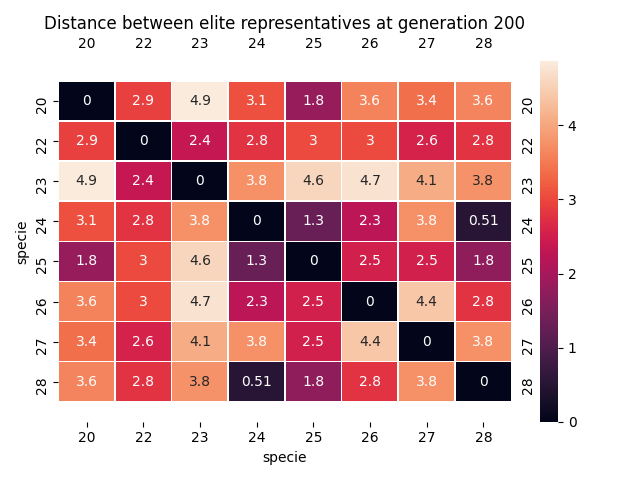 Distance between elite representatives at generation 200
20 22 23 24 25 26 27 28
20 0 2.9 4.9 3.1 1.8 3.6 3.4 3.6 20
22 2.9 0 2.4 2.8 3 3 2.6 2.8 22
23 4.9 2.4 0 3.8 4.6 4.7 4.1 3.8 23
24 3.1 2.8 3.8 0 1.3 2.3 3.8 0.51 24
25 1.8 3 4.6 1.3 0 2.5 2.5 1.8 25
26 3.6 3 4.7 2.3 2.5 0 4.4 2.8 26
27 3.4 2.6 4.1 3.8 2.5 4.4 0 3.8 27
28 3.6 2.8 3.8 0.51 1.8 2.8 3.8 0 28
20 22 23 24 25 26 27 28
specie
specie
4
3
2
1
0